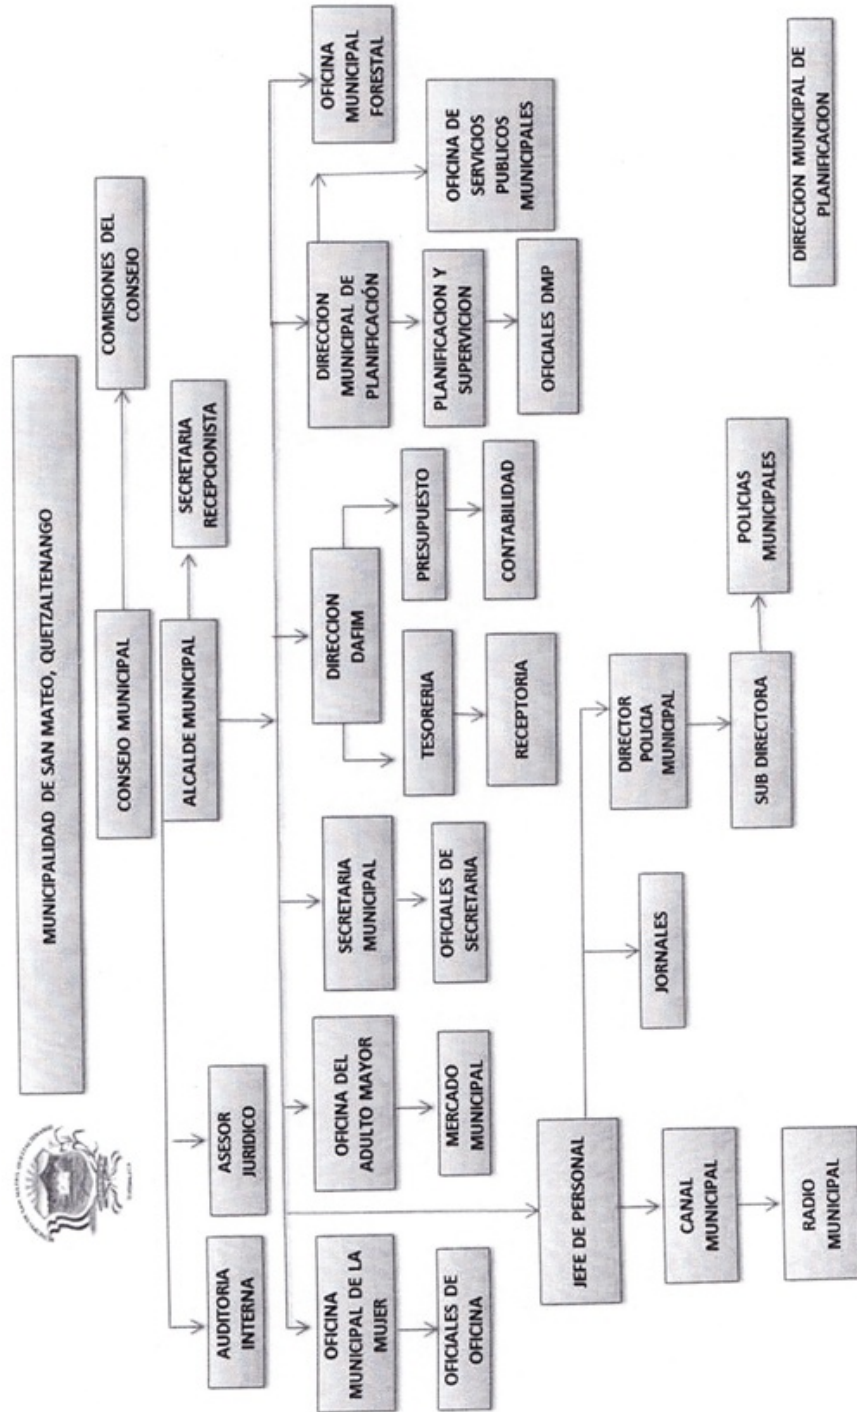 MUNICIPALIDAD DE SAN MATEO, QUETZALTENANGO
CONSEJO MUNICIPAL
COMISIONES DEL
CONSEJO
ALCALDE MUNICIPAL
SECRETARIA
RECEPCIONISTA
AUDITORIA
INTERNA
ASESOR
JURIDICO
OFICINA
MUNICIPAL DE LA
MUJER
OFICINA DEL
ADULTO MAYOR
SECRETARIA
MUNICIPAL
DIRECCION
DAFIM
DIRECCION
MUNICIPAL DE
PLANIFICACIÓN
OFICINA
MUNICIPAL
FORESTAL
OFICIALES DE
OFICINA
MERCADO
MUNICIPAL
OFICIALES DE
SECRETARIA
TESORERIA
PRESUPUESTO
PLANIFICACION Y
SUPERVICION
OFICINA DE
SERVICIOS
PUBLICOS
MUNICIPALES
RECEPTORIA
CONTABILIDAD
OFICIALES DMP
JEFE DE PERSONAL
DIRECTOR
POLICIA
MUNICIPAL
JORNALES
CANAL
MUNICIPAL
SUB DIRECTORA
POLICIAS
MUNICIPALES
RADIO
MUNICIPAL
DIRECCION MUNICIPAL DE
PLANIFICACION